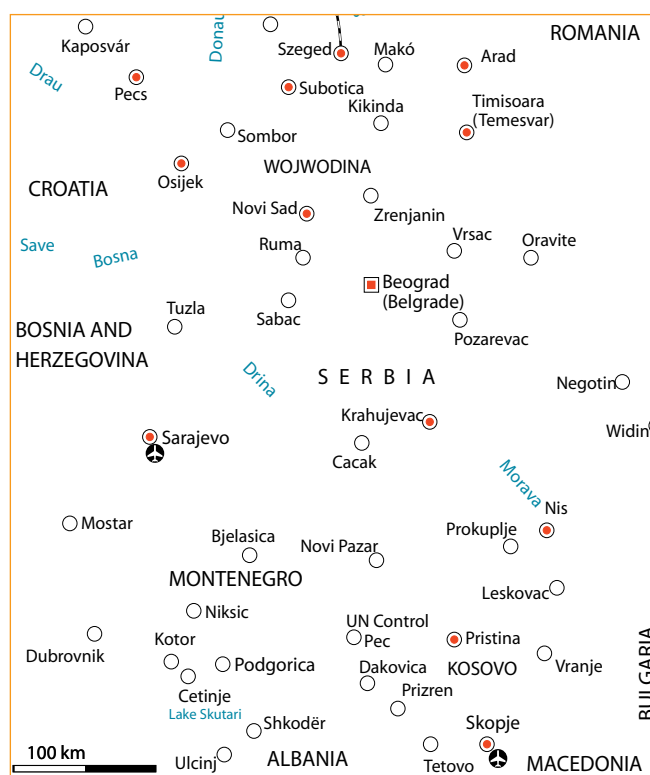 ROMANIA
Kaposvár
Donau
Szeged
Makó
Arad
Drau
Pecs
Subotica
Kikinda
Timisoara
(Temesvar)
Sombor
WOJWODINA
Osijek
CROATIA
Novi Sad
Zrenjanin
Save
Bosna
Ruma
Vrsac
Oravite
Beograd
(Belgrade)
Tuzla
Sabac
BOSNIA AND
HERZEGOVINA
Pozarevac
Drina
SERBIA
Negotin
Krahujevac
Widin
Sarajevo
Cacak
Morava
Nis
Mostar
Bjelasica
Novi Pazar
Prokuplje
MONTENEGRO
Leskovac
Niksic
UN Control
Pec
Pristina
BULGARIA
Dubrovnik
Kotor
Podgorica
Dakovica
KOSOVO
Vranje
Cetinje
Prizren
Lake Skutari
Shkodër
Skopje
100 km
Ulcinj
ALBANIA
Tetovo
MACEDONIA